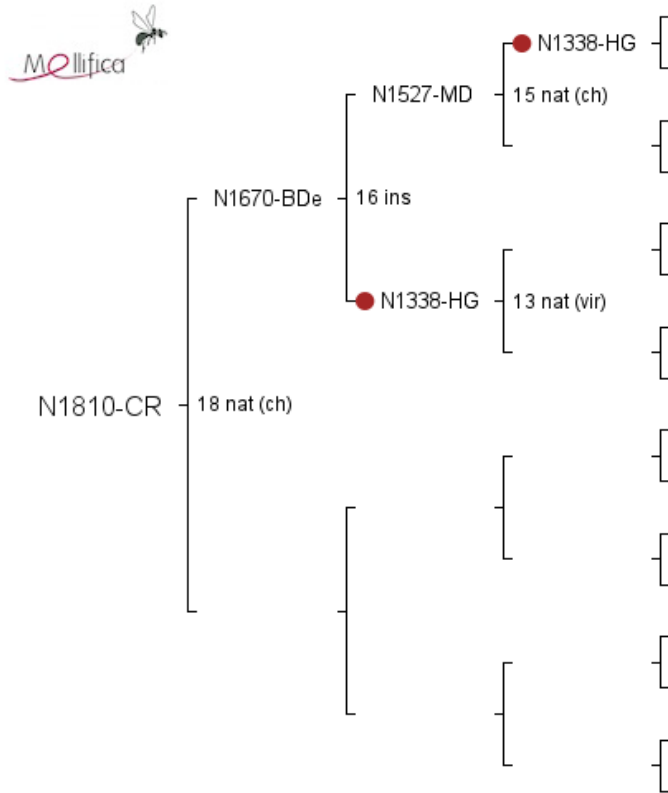 Mellifica
N1338-HG
N1527-MD
15 nat (ch)
N1670-BDe
16 ins
N1338-HG
13 nat (vir)
N1810-CR
18 nat (ch)